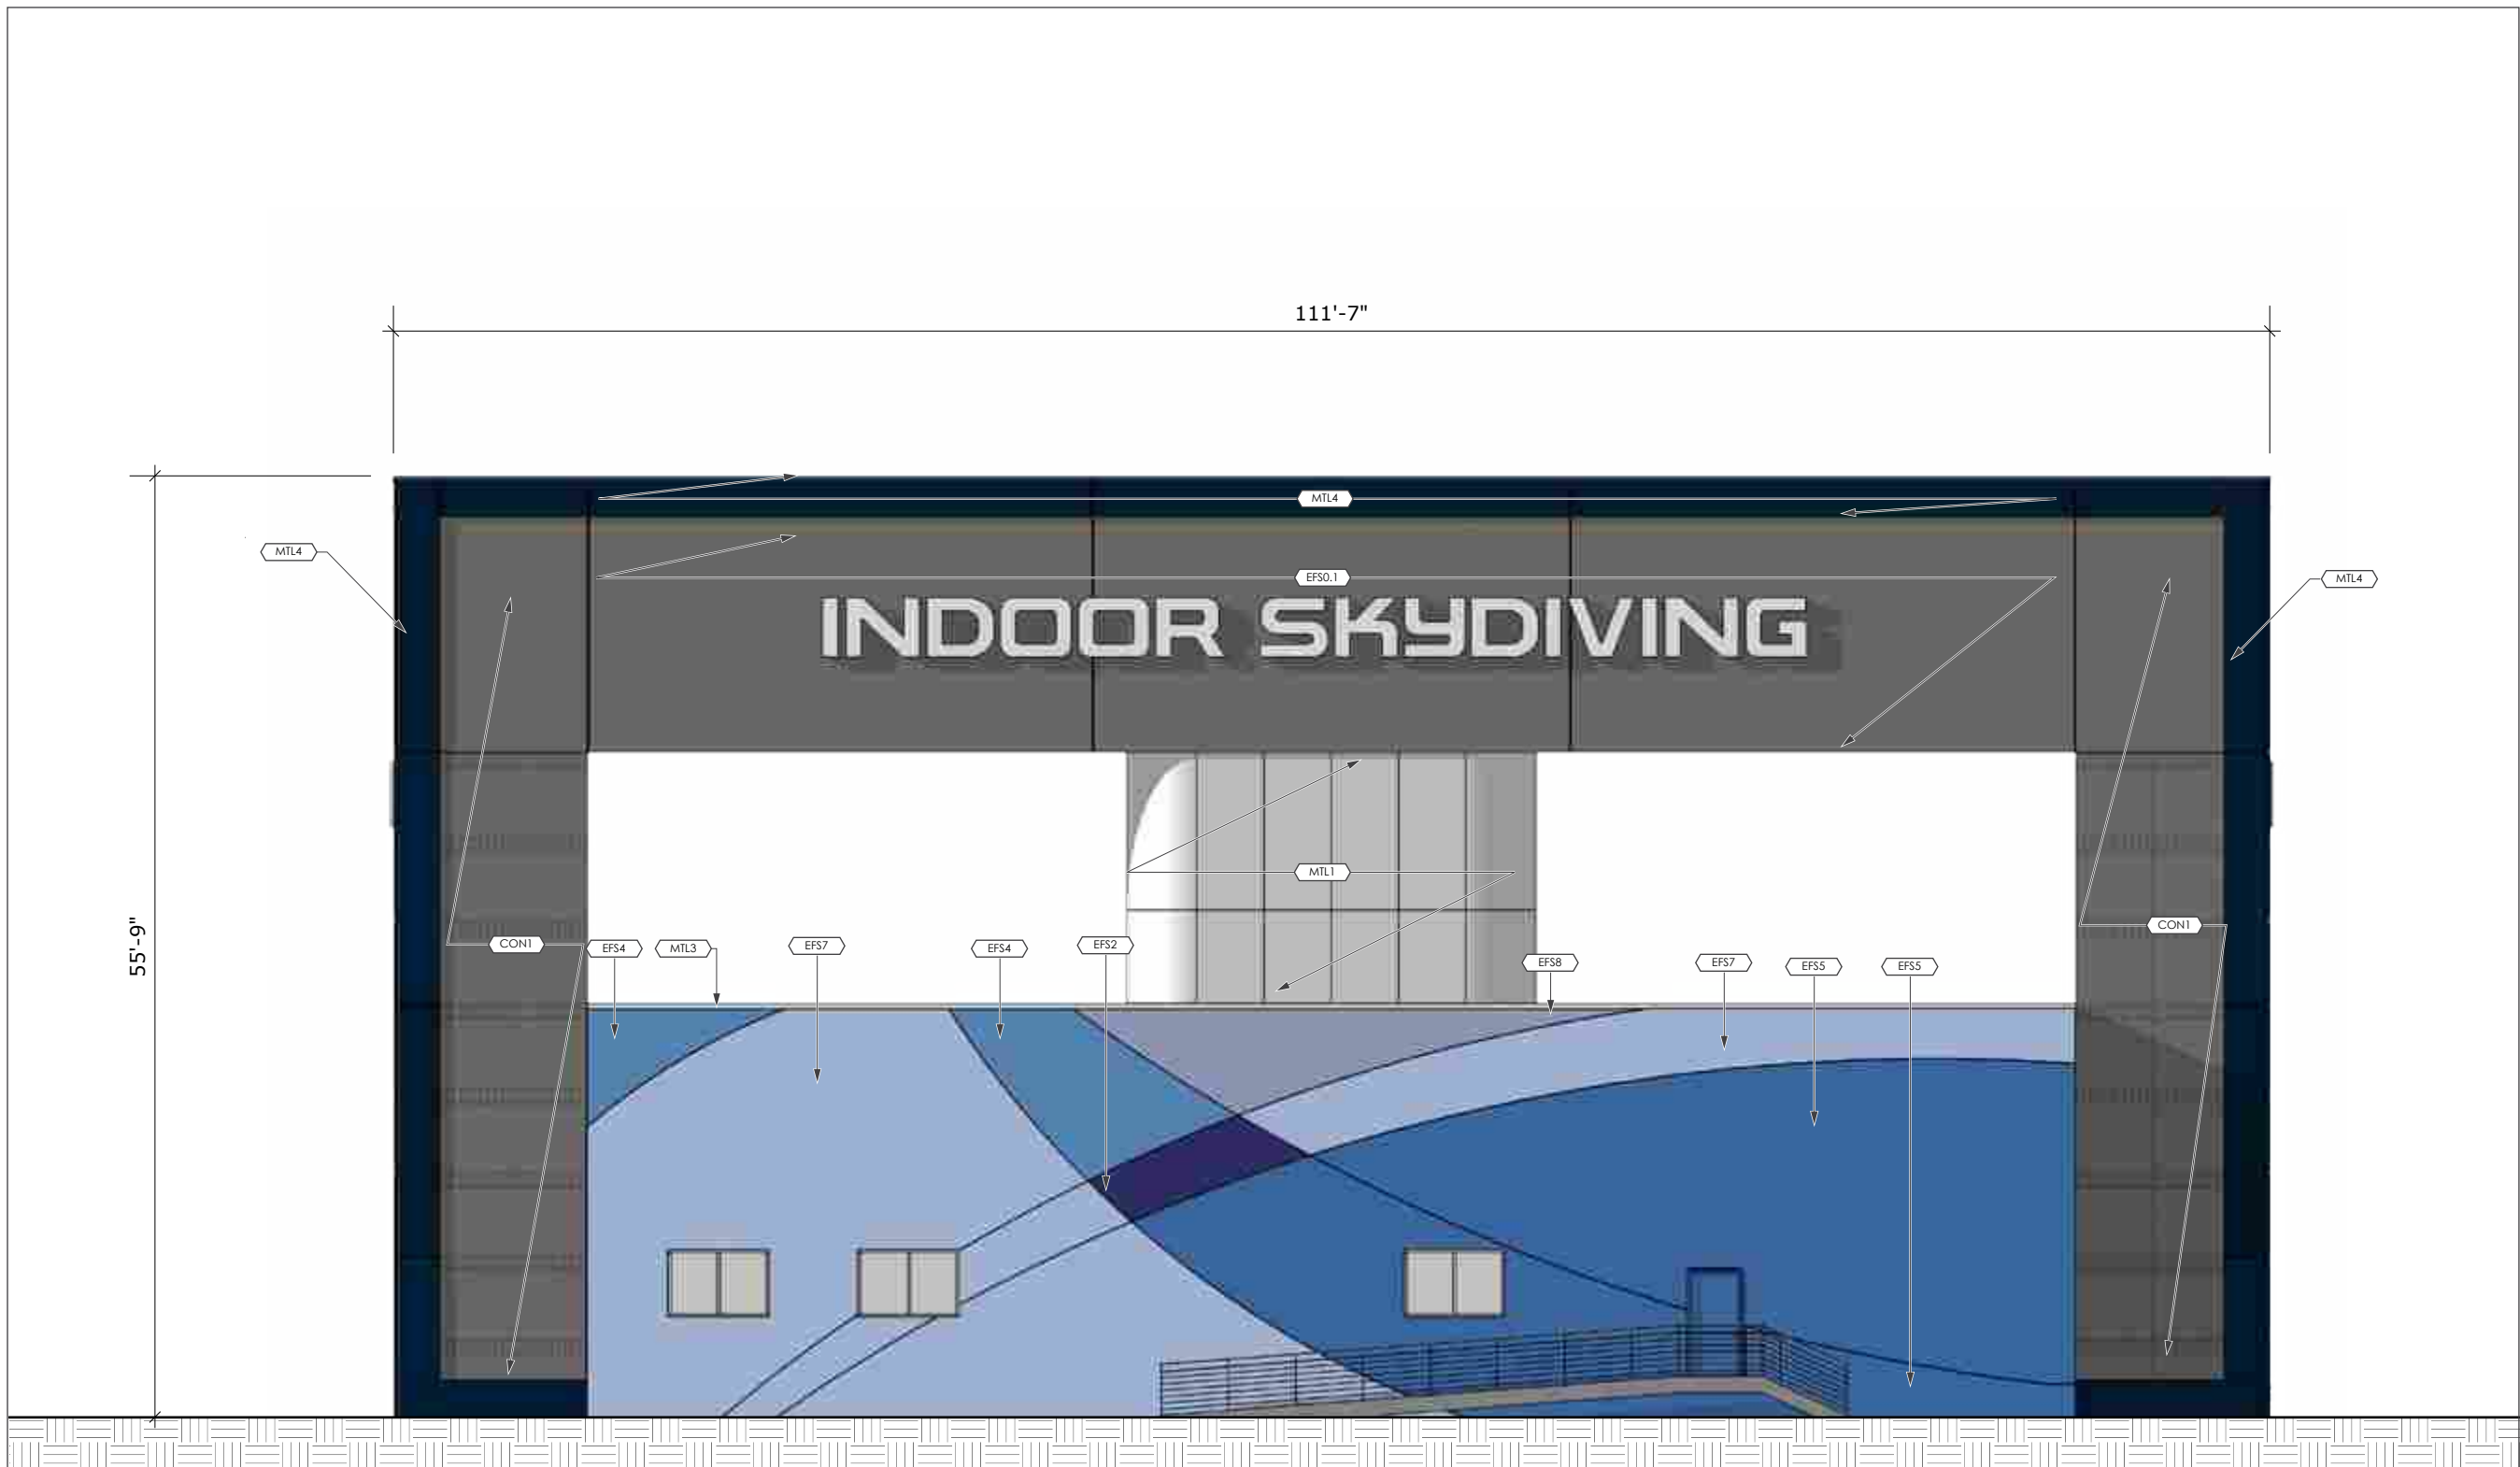 111'-7"
MTL4
MTL4
EFS0.1
MTL4
INDOOR SKYDIVING
MTL1
55'-9"
CON1
EFS4
MTL3
EFS7
EFS4
EFS2
EFS8
EFS7
EFS5
EFS5
CON1